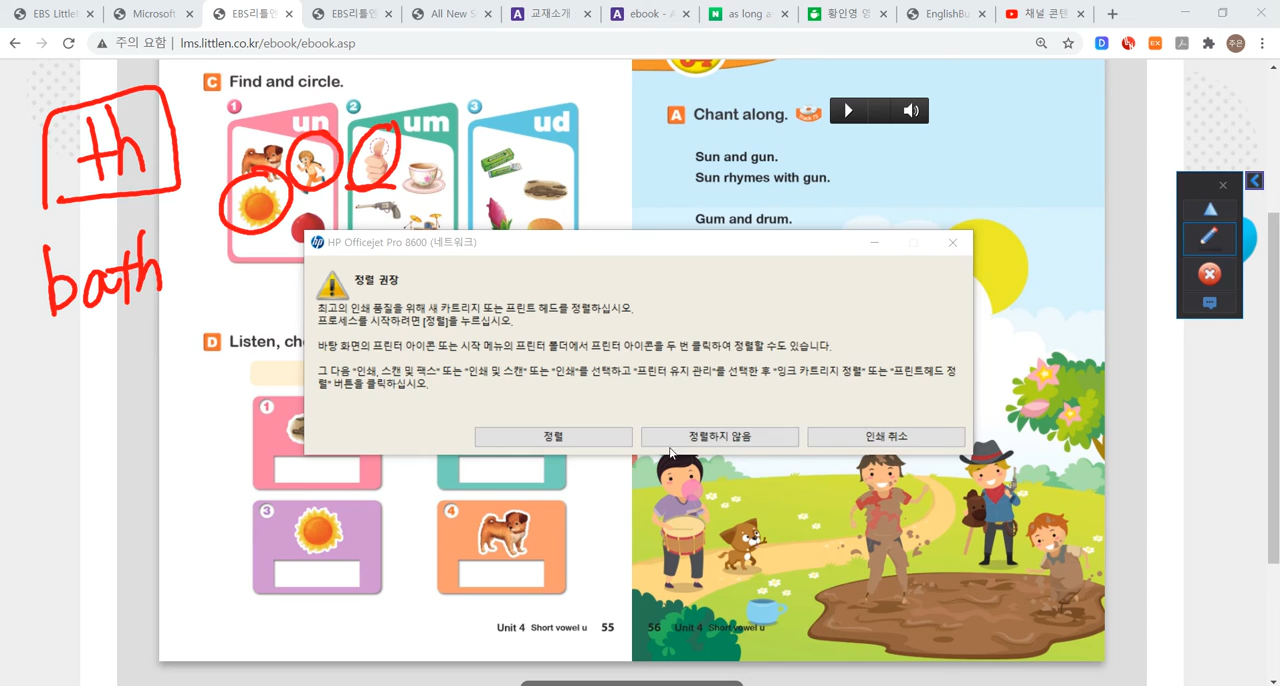 EBS Little
Microsoft
EBS리틀엔
EBS리틀엔
All New S
교재소개
ebook - A
as long a
황인영 영
EnglishBu
채널 콘텐
주의 요함
lms.littlen.co.kr/ebook/ebook.asp
주은
C Find and circle.
1 un
2 um
3 ud
th
bath
D Listen, che
1
3
4
Unit 4 Short vowel u 55
A Chant along.
Sun and gun.
Sun rhymes with gun.
Gum and drum.
56 Unit 4 Short vowel u
HP Officejet Pro 8600 (네트워크)
정렬 권장
최고의 인쇄 품질을 위해 새 카트리지 또는 프린트 헤드를 정렬하십시오.
프로세스를 시작하려면 [정렬]을 누르십시오.
바탕 화면의 프린터 아이콘 또는 시작 메뉴의 프린터 폴더에서 프린터 아이콘을 두 번 클릭하여 정렬할 수도 있습니다.
그 다음 "인쇄, 스캔 및 팩스" 또는 "인쇄 및 스캔" 또는 "인쇄"를 선택하고 "프린터 유지 관리"를 선택한 후 "잉크 카트리지 정렬" 또는 "프린트헤드 정
렬" 버튼을 클릭하십시오.
정렬
정렬하지 않음
인쇄 취소